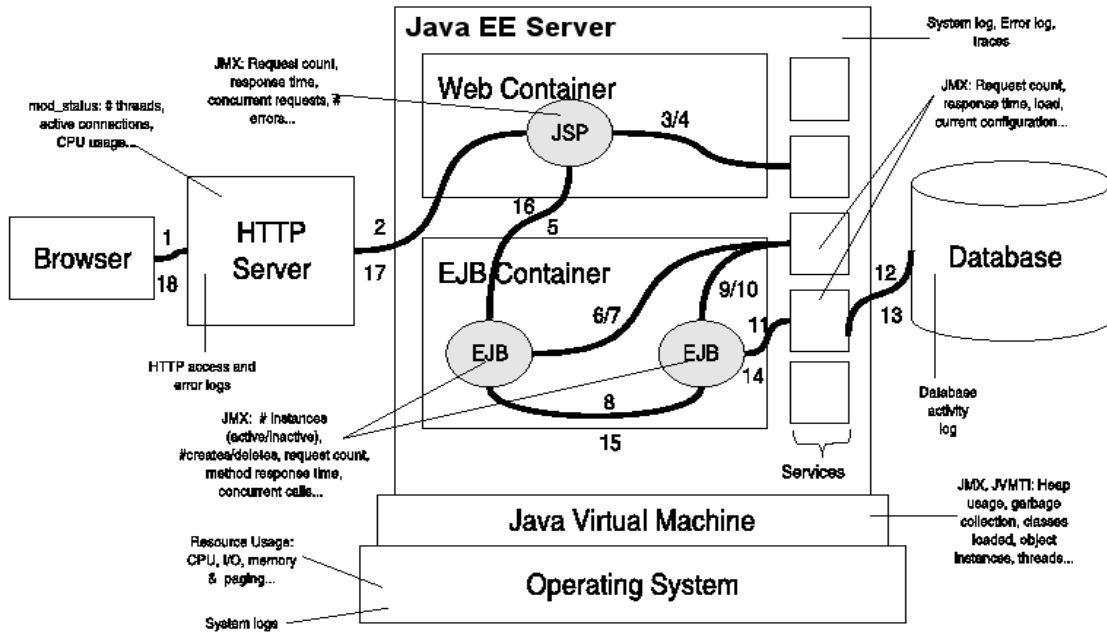 Java EE Server
System log, Error log,
traces
JMX: Request count,
response time,
concurrent requests, #
errors...
Web Container
JSP
3/4
JMX: Request count,
response time, load,
current configuration...
mod_status: # threads,
active connections,
CPU usage...
Browser
1
18
HTTP
Server
2
17
16
5
EJB Container
6/7
9/10
EJB
EJB
11
14
8
15
12
13
Database
HTTP access and
error logs
JMX: # instances
(active/inactive),
#creates/deletes, request count,
method response time,
concurrent calls...
Services
Database
activity
log
Java Virtual Machine
JMX, JVMTI: Heap
usage, garbage
collection, classes
loaded, object
instances, threads...
Resource Usage:
CPU, I/O, memory
& paging...
Operating System
System logs